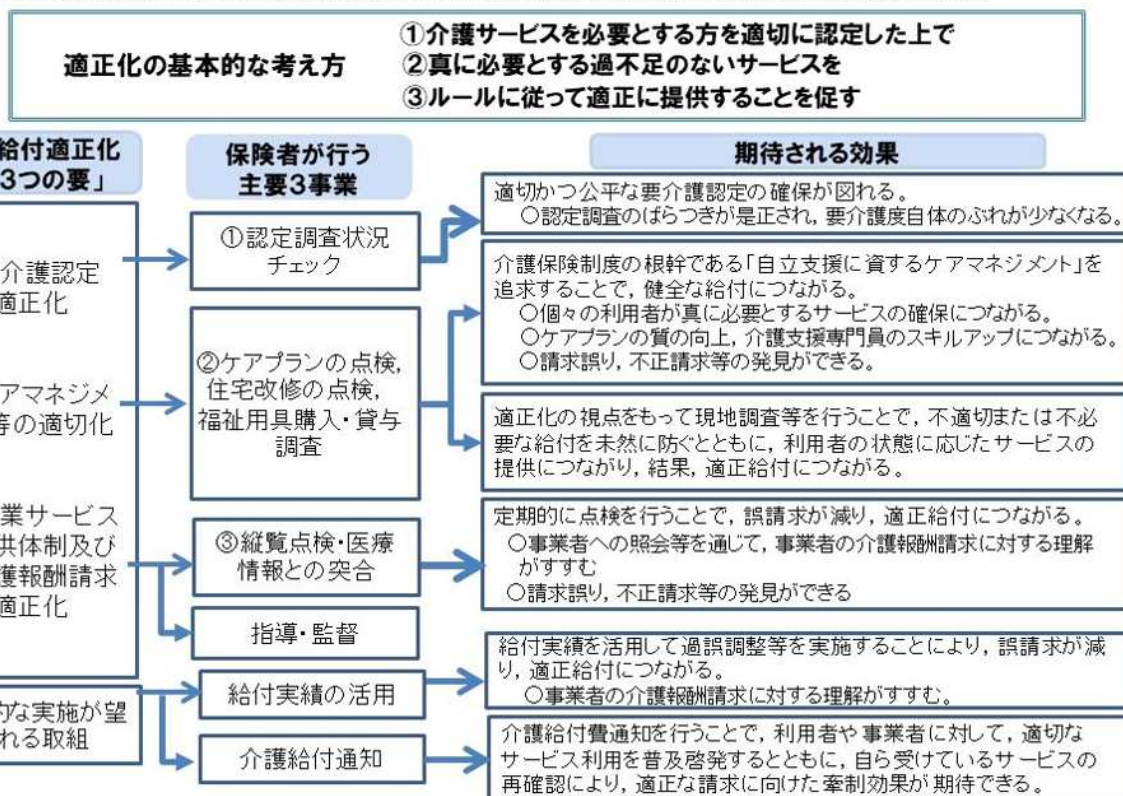 適正化の基本的な考え方
①介護サービスを必要とする方を適切に認定した上で
②真に必要とする過不足のないサービスを
③ルールに従って適正に提供することを促す
給付適正化
3つの要」
保険者が行う
主要3事業
期待される効果
介護認定
適正化
アマネジメ
等の適切化
業サービス
供体制及び
護報酬請求
適正化
的な実施が望
れる取組
①認定調査状況
チェック
②ケアプランの点検,
住宅改修の点検,
福祉用具購入・貸与
調査
③縦覧点検・医療
情報との突合
指導・監督
給付実績の活用
介護給付通知
適切かつ公平な要介護認定の確保が図れる。
○認定調査のばらつきが是正され,要介護度自体のぶれが少なくなる。
介護保険制度の根幹である「自立支援に資するケアマネジメント」を
追求することで,健全な給付につながる。
○個々の利用者が真に必要とするサービスの確保につながる。
○ケアプランの質の向上,介護支援専門員のスキルアップにつながる。
○請求誤り,不正請求等の発見ができる。
適正化の視点をもって現地調査等を行うことで,不適切または不必
要な給付を未然に防ぐとともに,利用者の状態に応じたサービスの
提供につながり,結果,適正給付につながる。
定期的に点検を行うことで,誤請求が減り,適正給付につながる。
○事業者への照会等を通じて,事業者の介護報酬請求に対する理解
がすすむ
○請求誤り,不正請求等の発見ができる
給付実績を活用して過誤調整等を実施することにより,誤請求が減
り,適正給付につながる。
○事業者の介護報酬請求に対する理解がすすむ。
介護給付費通知を行うことで,利用者や事業者に対して,適切な
サービス利用を普及啓発するとともに,自ら受けているサービスの
再確認により,適正な請求に向けた牽制効果が期待できる。